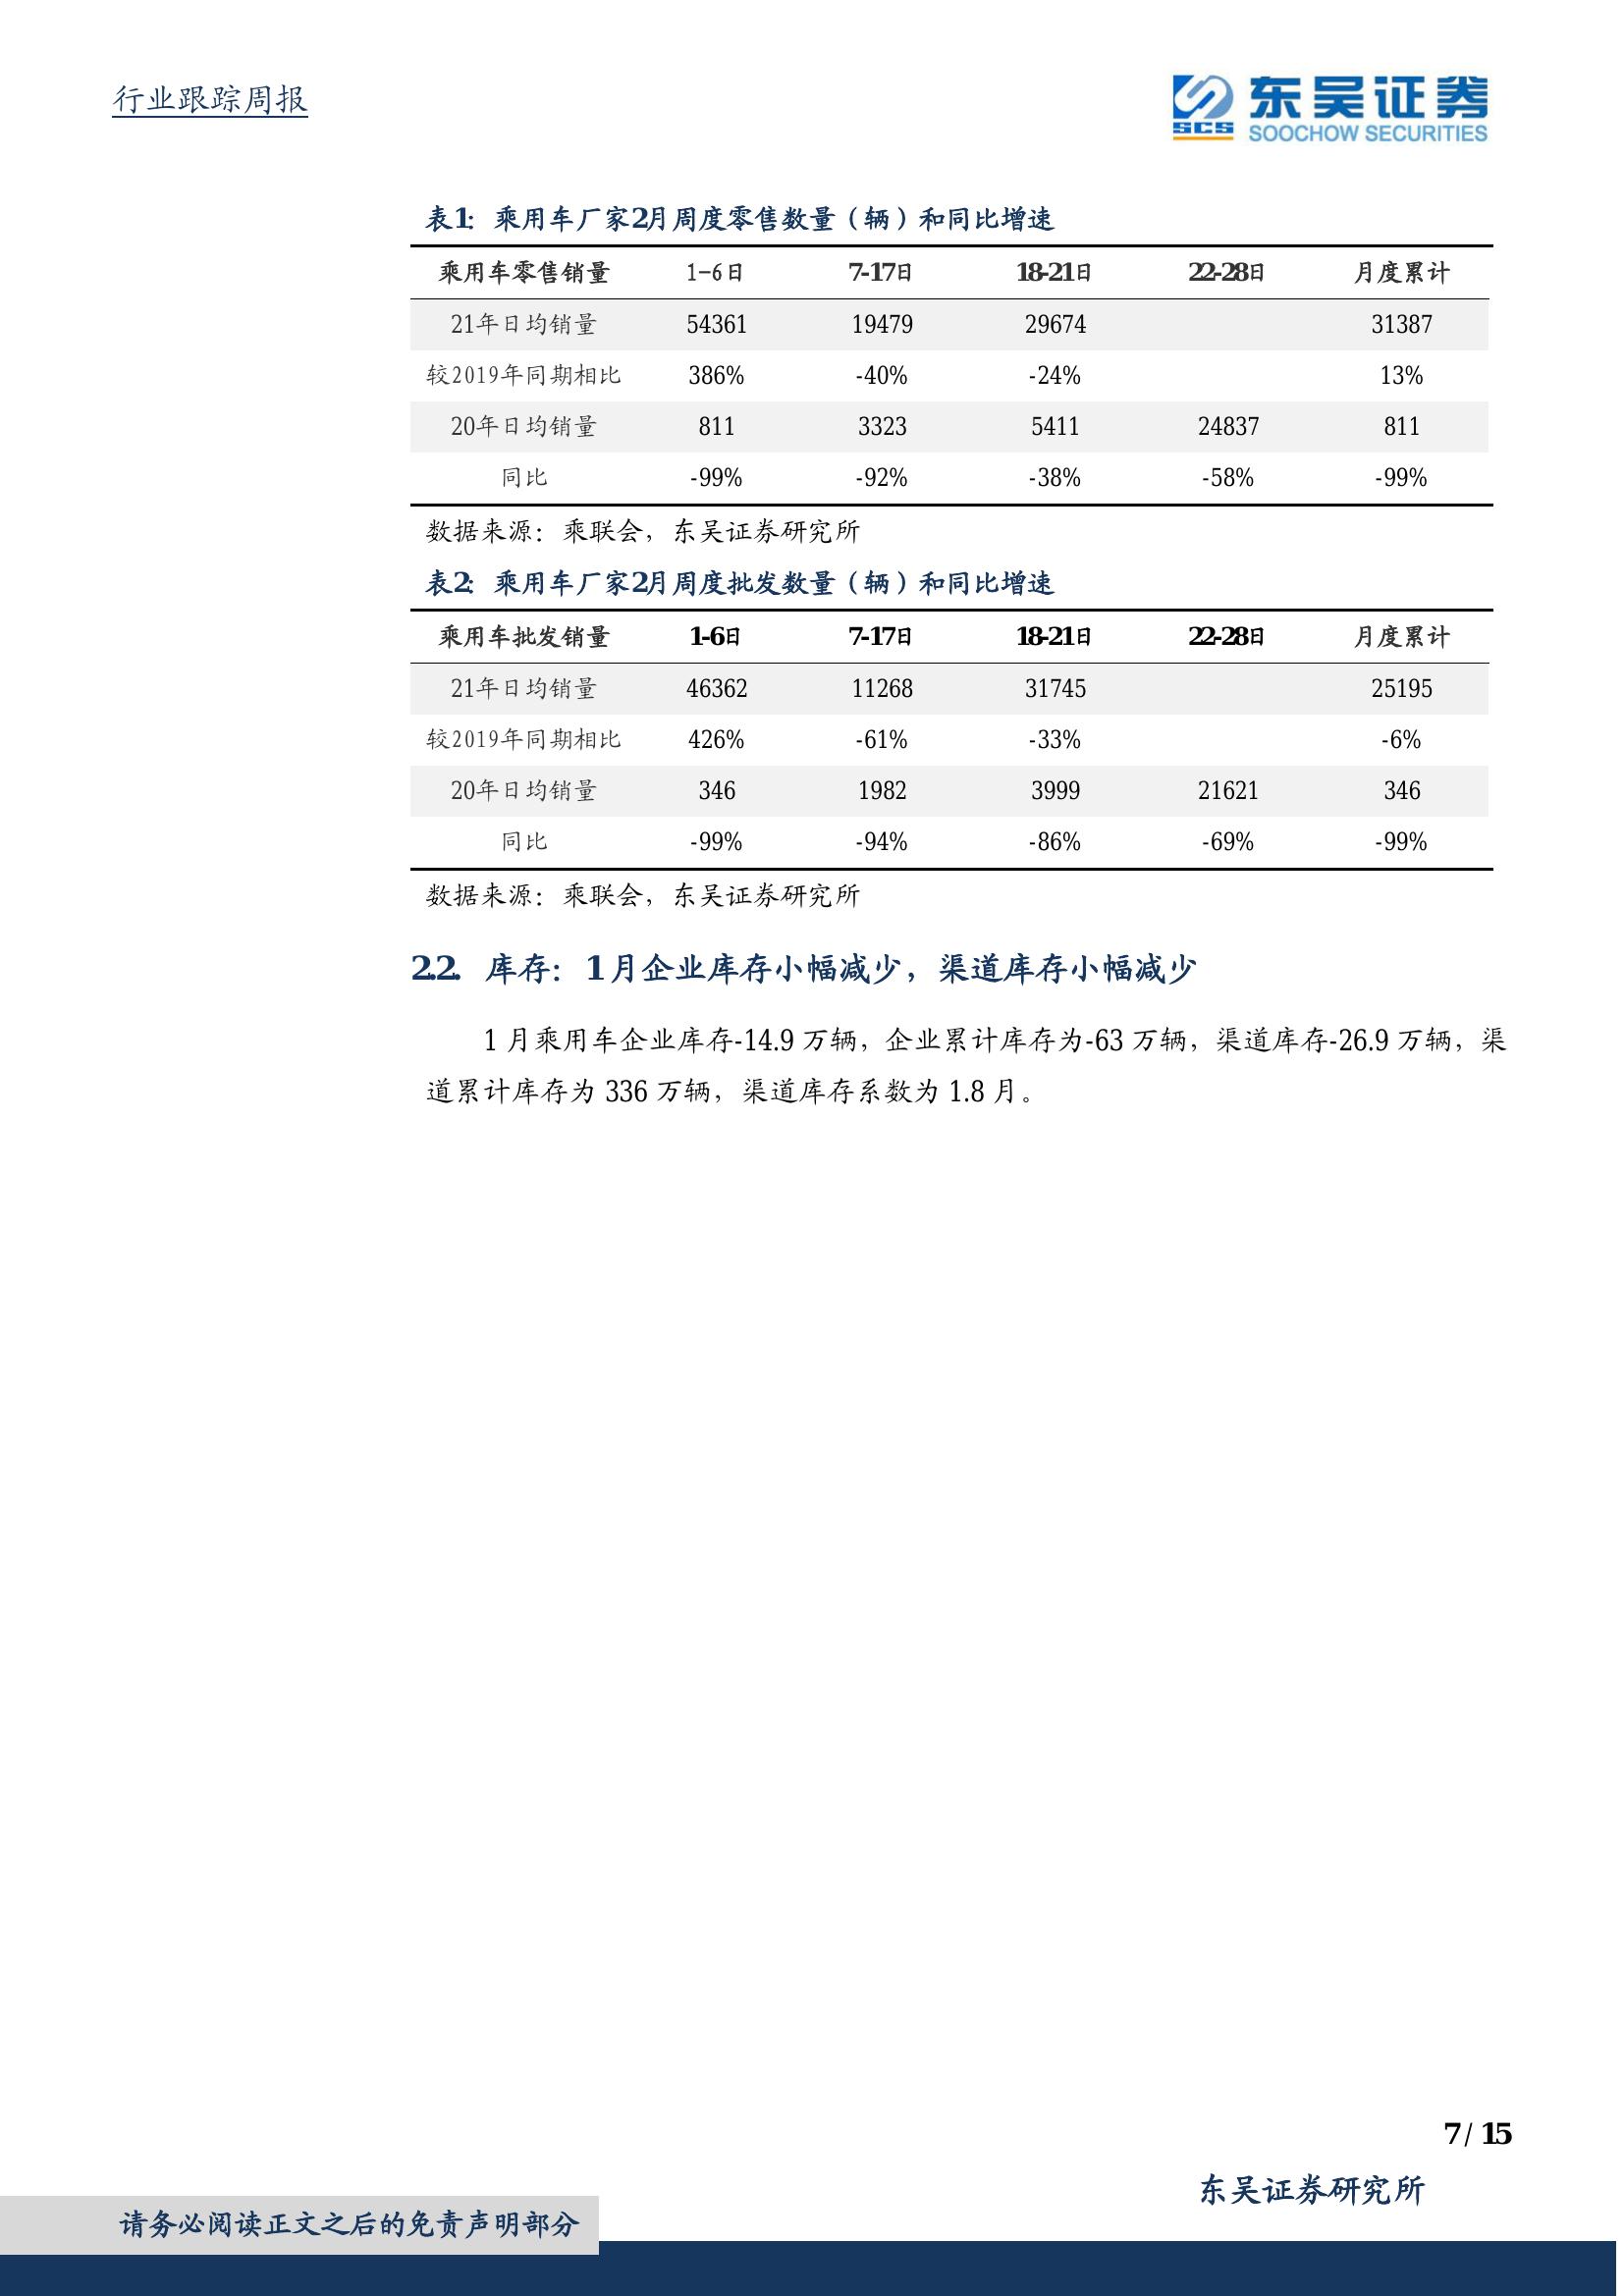 行业跟踪周报
SCS 东吴证券
SOOCHOW SECURITIES
表1: 乘用车厂家2月周度零售数量（辆）和同比增速
乘用车零售销量 1-6日 7-17日 18-21日 22-28日 月度累计
21年日均销量 54361 19479 29674 31387
较2019年同期相比 386% -40% -24% 13%
20年日均销量 811 3323 5411 24837 811
同比 -99% -92% -38% -58% -99%
数据来源：乘联会，东吴证券研究所
表2: 乘用车厂家2月周度批发数量（辆）和同比增速
乘用车批发销量 1-6日 7-17日 18-21日 22-28日 月度累计
21年日均销量 46362 11268 31745 25195
较2019年同期相比 426% -61% -33% -6%
20年日均销量 346 1982 3999 21621 346
同比 -99% -94% -86% -69% -99%
数据来源：乘联会，东吴证券研究所
2.2. 库存：1月企业库存小幅减少，渠道库存小幅减少
1 月乘用车企业库存-14.9 万辆，企业累计库存为-63 万辆，渠道库存-26.9 万辆，渠
道累计库存为 336 万辆，渠道库存系数为 1.8 月。
7 / 15
东吴证券研究所
请务必阅读正文之后的免责声明部分